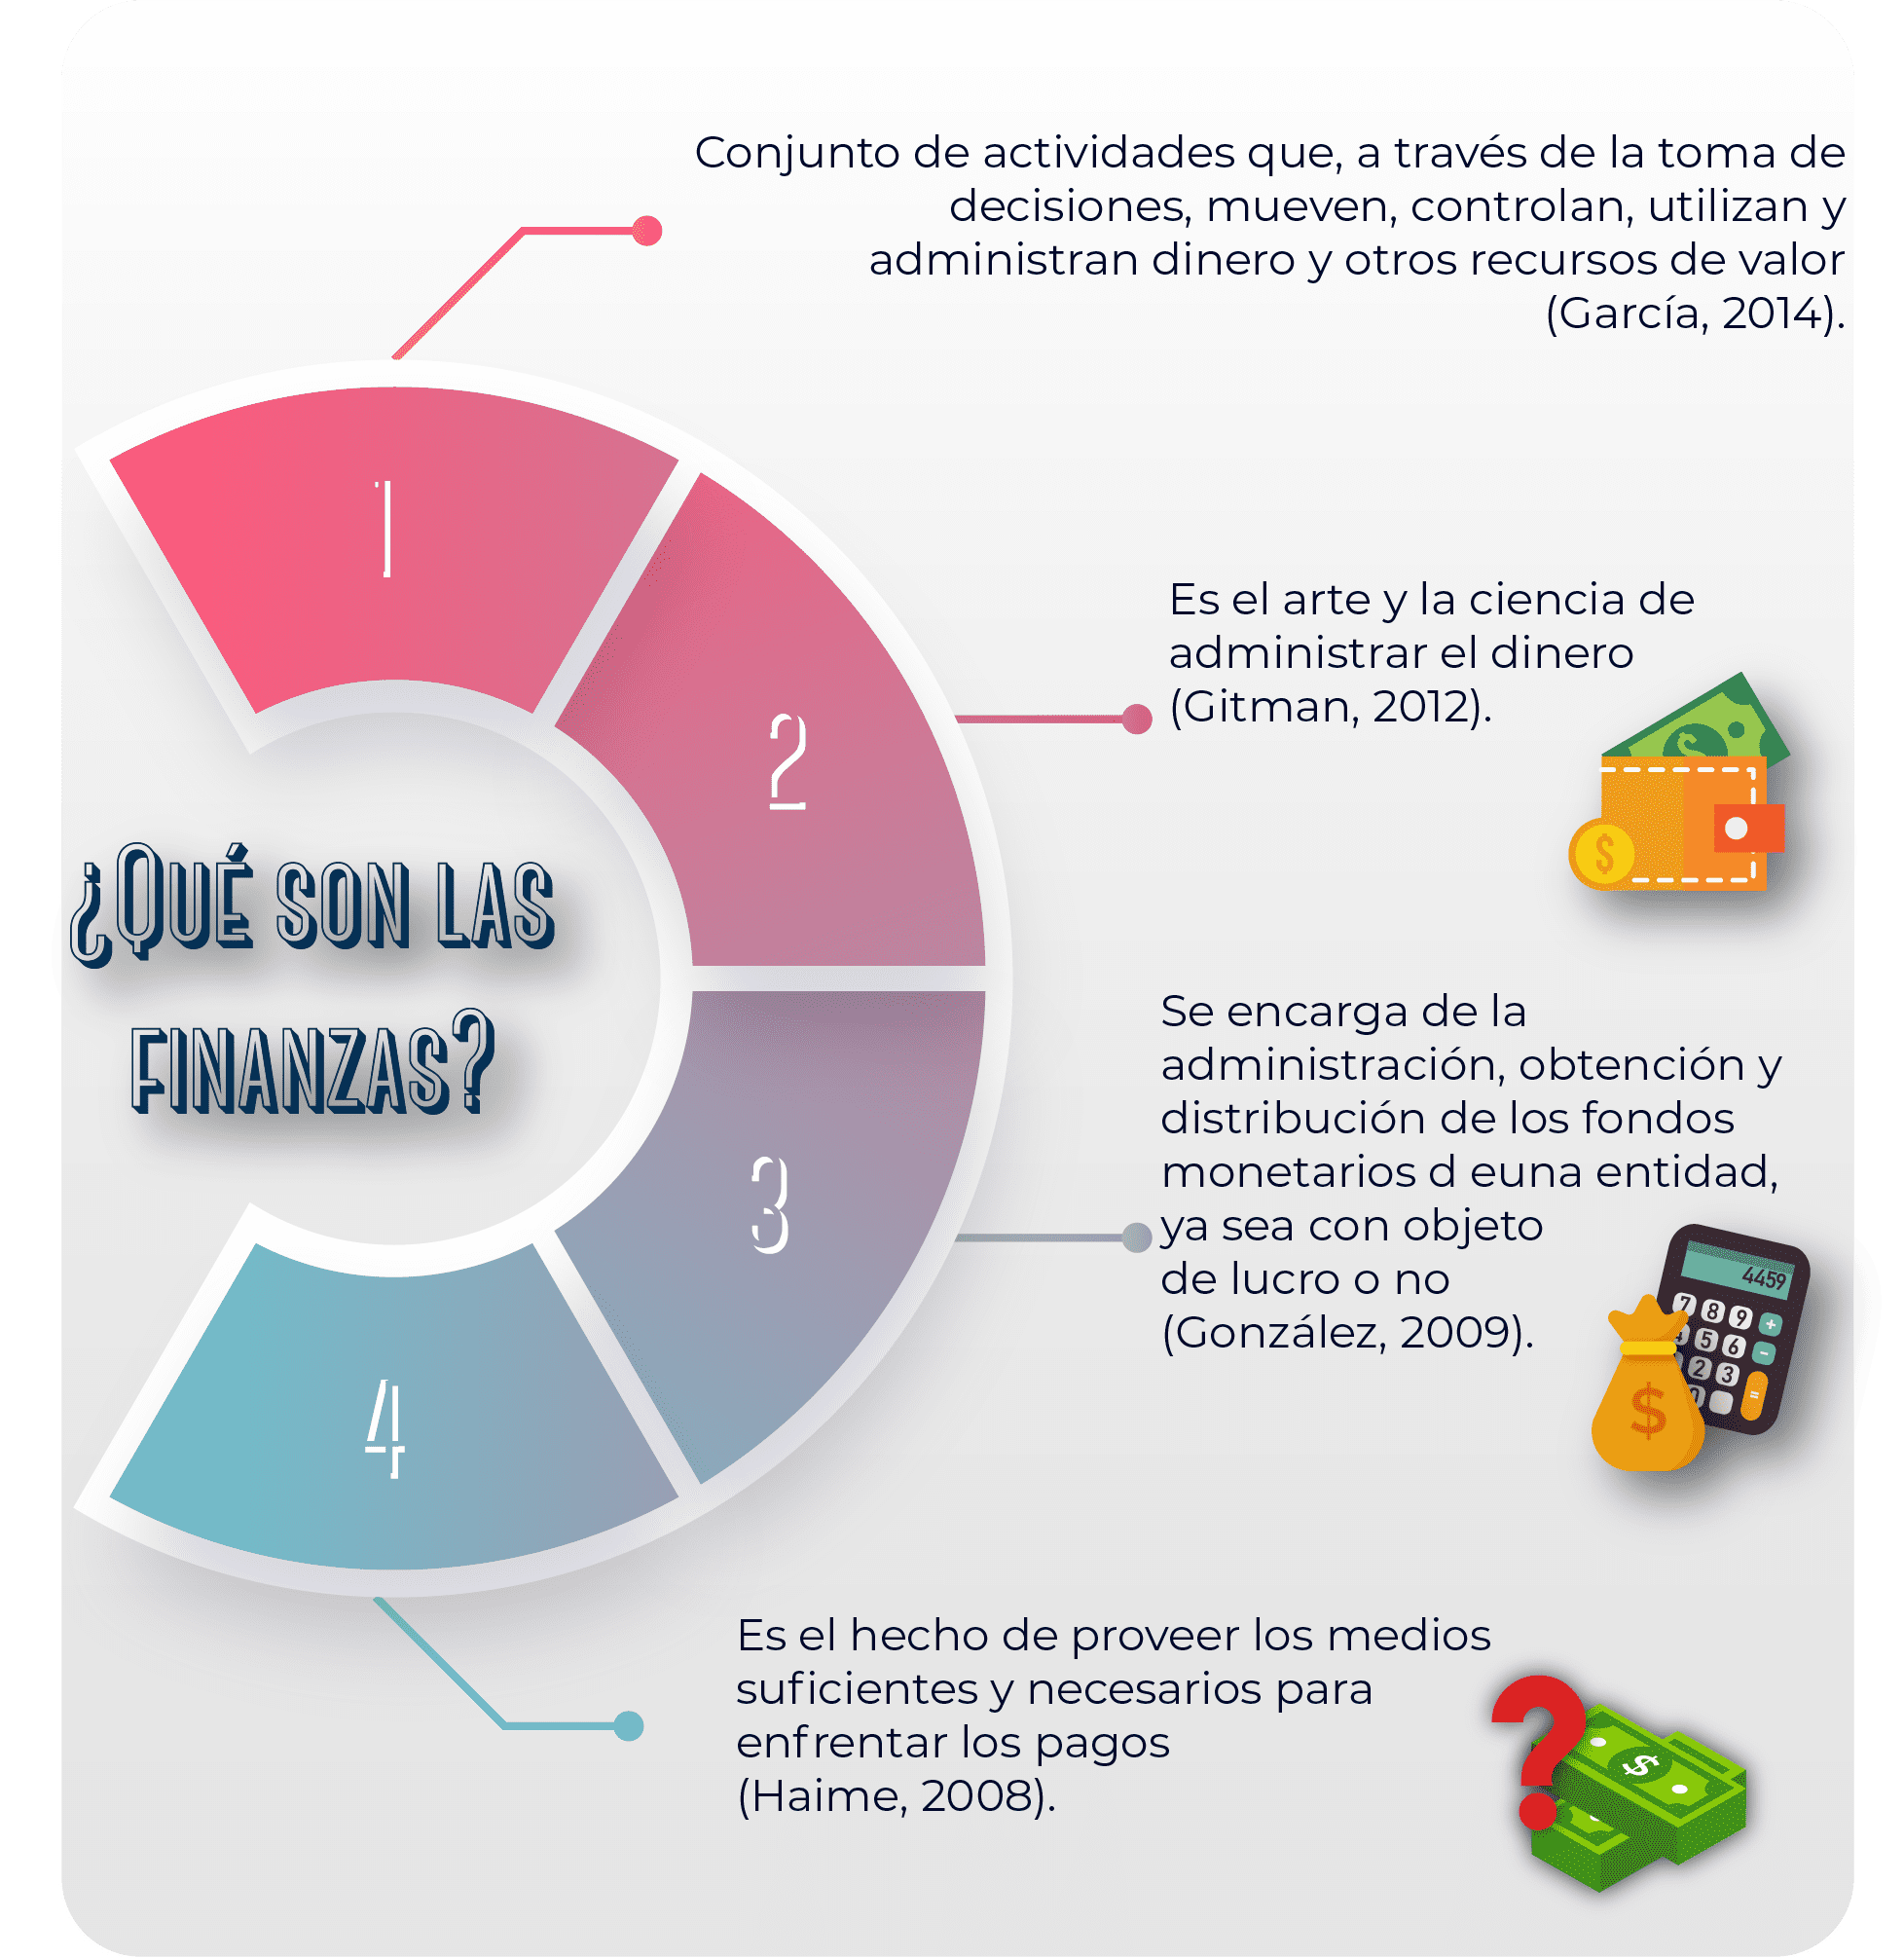 Conjunto de actividades que, a través de la toma de
decisiones, mueven, controlan, utilizan y
administran dinero y otros recursos de valor
(García, 2014).
1
Es el arte y la ciencia de
administrar el dinero
(Gitman, 2012).
2
$
$
¿QUÉ SON LAS
FINANZAS?
Se encarga de la
administración, obtención y
distribución de los fondos
monetarios d euna entidad,
ya sea con objeto
de lucro o no
(González, 2009).
3
4459
7 8 9 +
4 5 6 -
2 3 =
0
$
4
Es el hecho de proveer los medios
suficientes y necesarios para
enfrentar los pagos
(Haime, 2008).
?
$